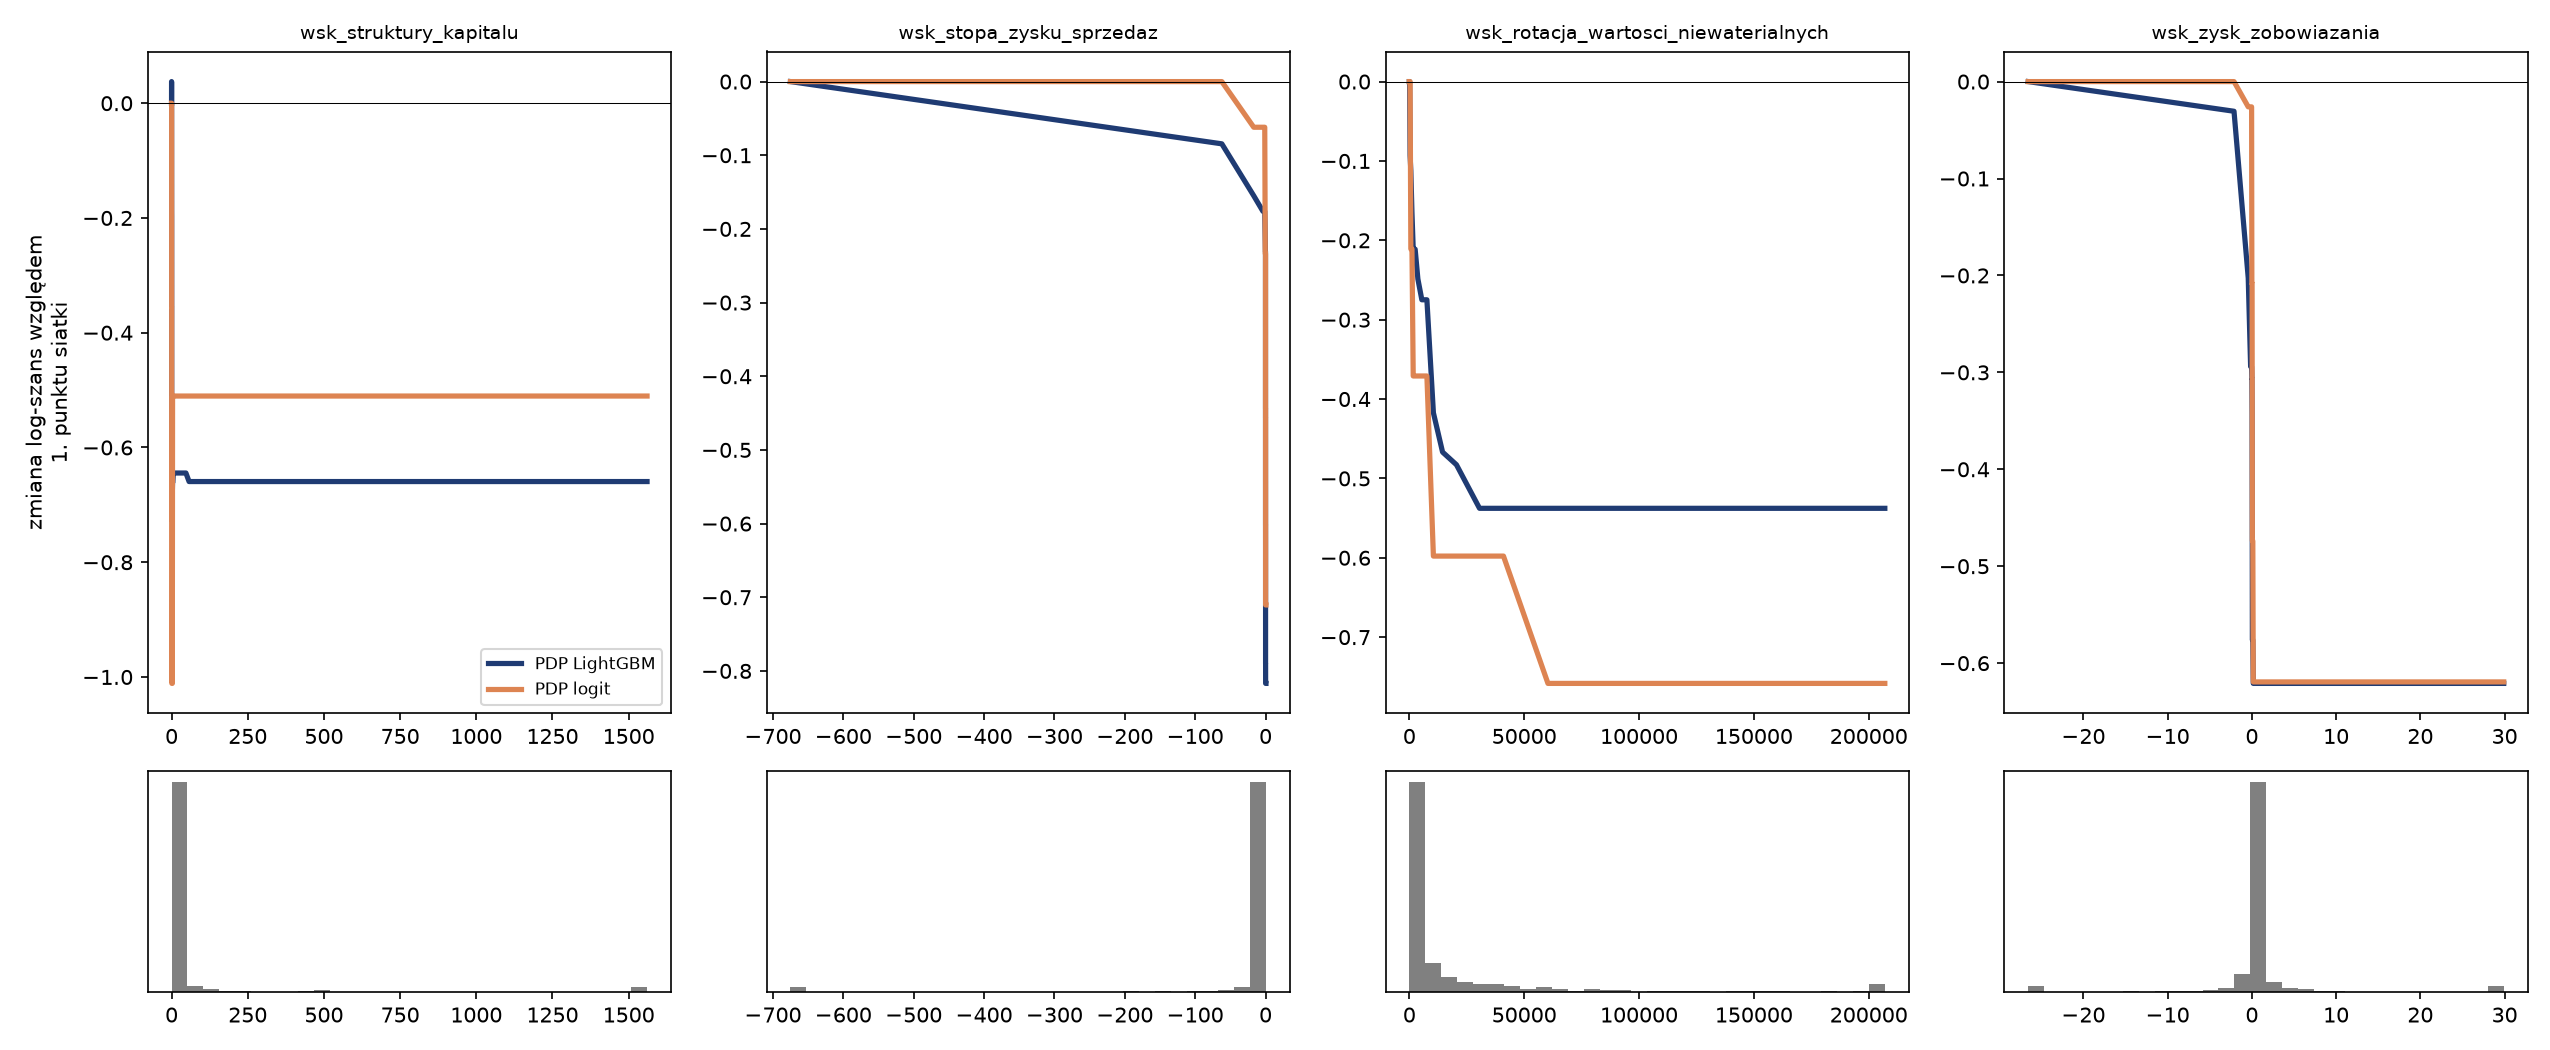 wsk_struktury_kapitalu
wsk_stopa_zysku_sprzedaz
wsk_rotacja_wartosci_niewaterialnych
wsk_zysk_zobowiazania
zmiana log-szans względem
1. punktu siatki
0.0
−0.2
−0.4
−0.6
−0.8
−1.0
PDP LightGBM
PDP logit
0 250 500 750 1000 1250 1500
0.0
−0.1
−0.2
−0.3
−0.4
−0.5
−0.6
−0.7
−0.8
−700 −600 −500 −400 −300 −200 −100 0
0.0
−0.1
−0.2
−0.3
−0.4
−0.5
−0.6
−0.7
0 50000 100000 150000 200000
0.0
−0.1
−0.2
−0.3
−0.4
−0.5
−0.6
−20 −10 0 10 20 30
0 250 500 750 1000 1250 1500
−700 −600 −500 −400 −300 −200 −100 0
0 50000 100000 150000 200000
−20 −10 0 10 20 30